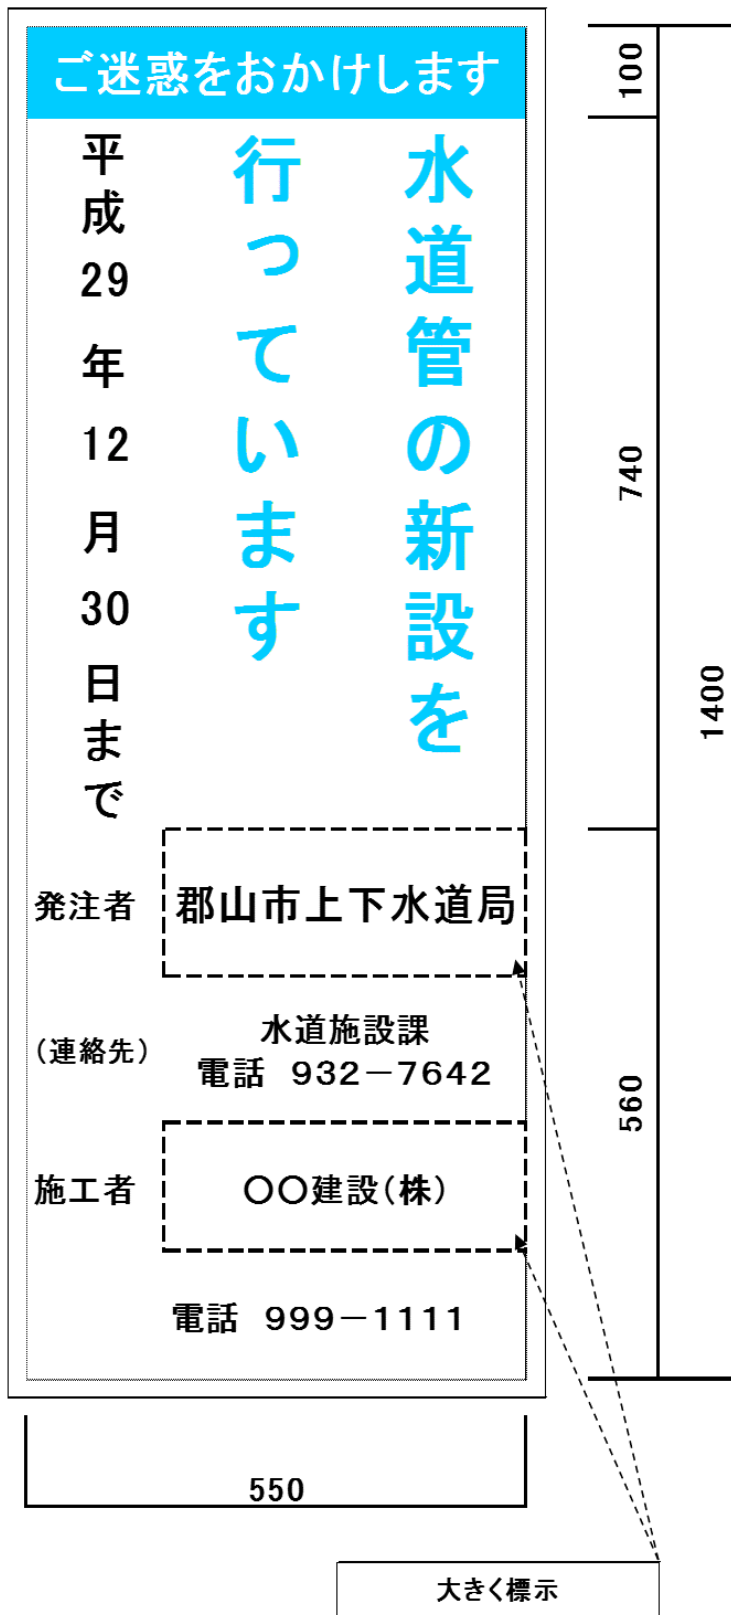 ご迷惑をおかけします
水道管の新設を
行っています
平成29年12月30日まで
発注者
郡山市上下水道局
(連絡先)
水道施設課
電話 932-7642
施工者
〇〇建設(株)
電話 999-1111
100
740
560
1400
550
大きく標示